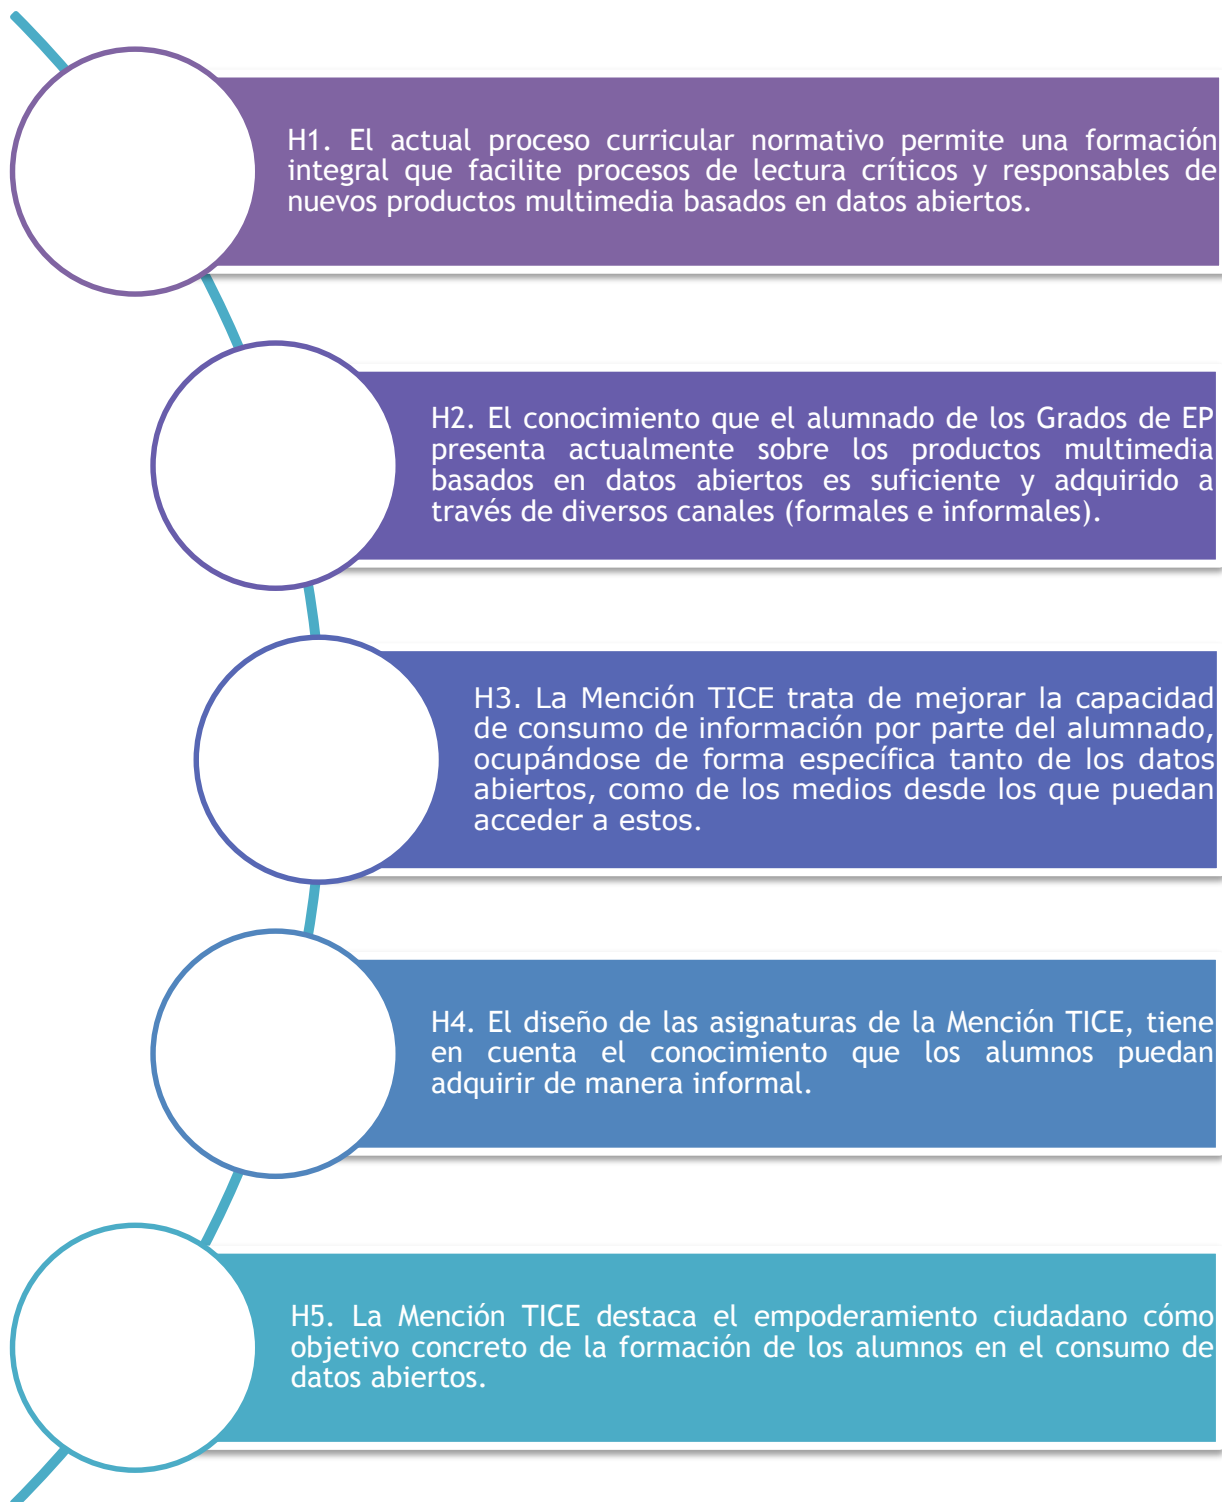 H1. El actual proceso curricular normativo permite una formación
integral que facilite procesos de lectura críticos y responsables de
nuevos productos multimedia basados en datos abiertos.
H2. El conocimiento que el alumnado de los Grados de EP
presenta actualmente sobre los productos multimedia
basados en datos abiertos es suficiente y adquirido a
través de diversos canales (formales e informales).
H3. La Mención TICE trata de mejorar la capacidad
de consumo de información por parte del alumnado,
ocupándose de forma específica tanto de los datos
abiertos, como de los medios desde los que puedan
acceder a estos.
H4. El diseño de las asignaturas de la Mención TICE, tiene
en cuenta el conocimiento que los alumnos puedan
adquirir de manera informal.
H5. La Mención TICE destaca el empoderamiento ciudadano cómo
objetivo concreto de la formación de los alumnos en el consumo de
datos abiertos.